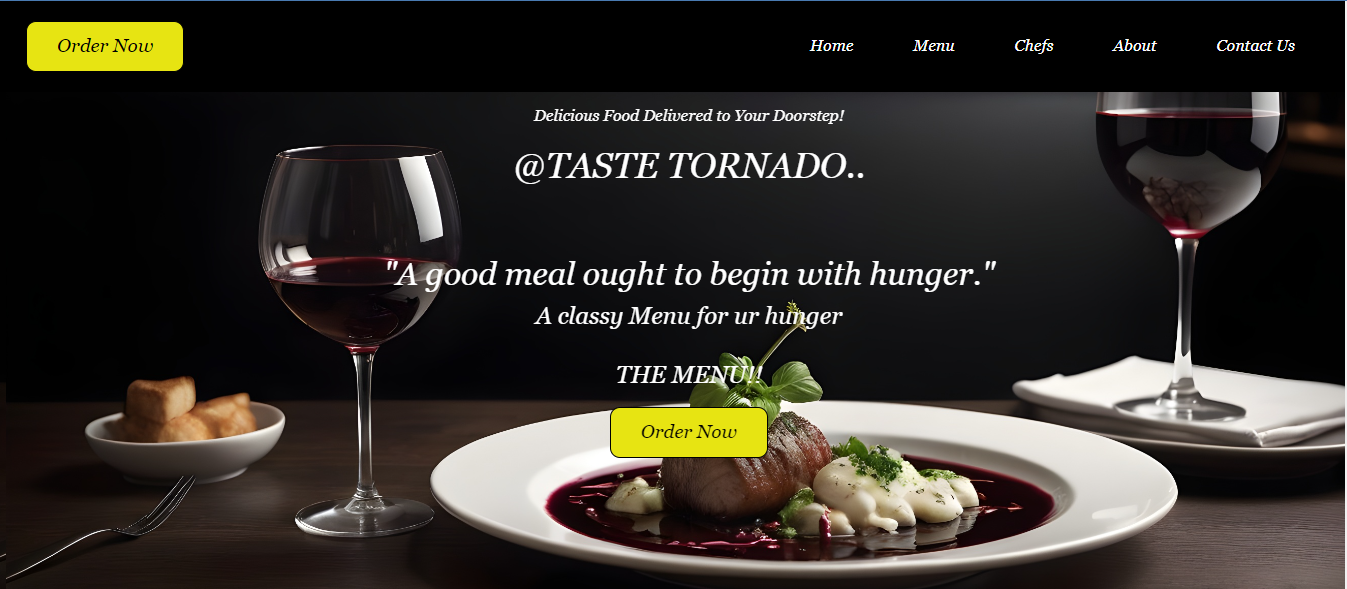 Order Now
Home Menu Chefs About Contact Us
Delicious Food Delivered to Your Doorstep!
@TASTE TORNADO..
"A good meal ought to begin with hunger."
A classy Menu for ur hunger
THE MENU!!
Order Now